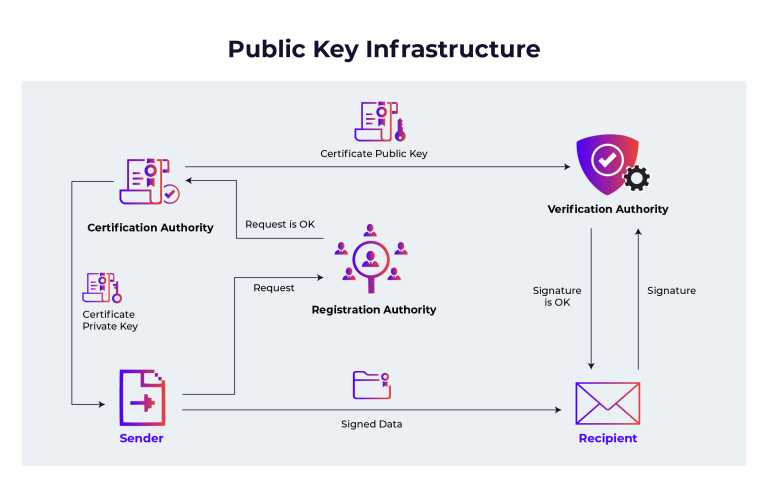 Public Key Infrastructure
Certificate Public Key
Certification Authority
Verification Authority
Request is OK
Request
Registration Authority
Certificate
Private Key
Signature
is OK
Signature
Signed Data
Sender
Recipient